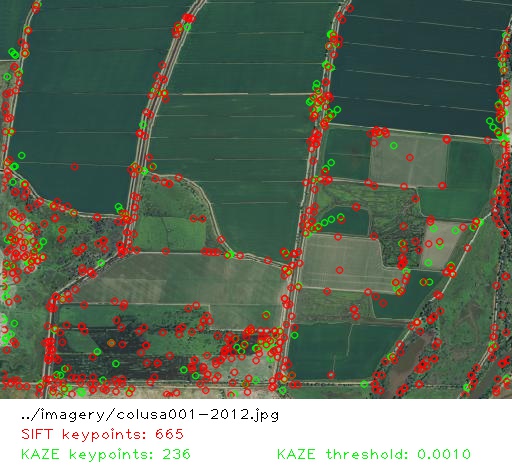 ../imagery/colusa001-2012.jpg
SIFT keypoints: 665
KAZE keypoints: 236 KAZE threshold: 0.0010